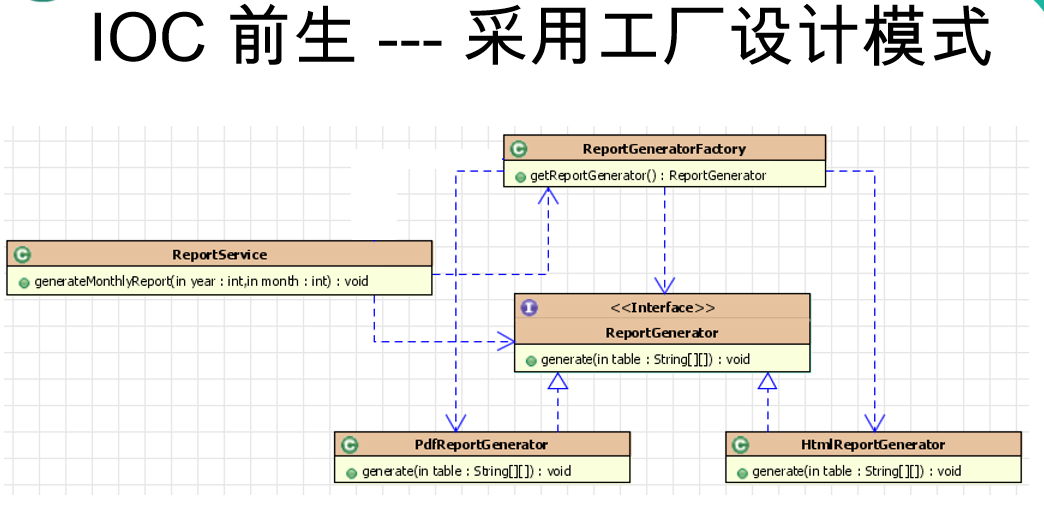 IOC 前生 --- 采用工厂设计模式
C ReportGeneratorFactory
getReportGenerator() : ReportGenerator
C ReportService
generateMonthlyReport(in year : int,in month : int) : void
I <<Interface>>
ReportGenerator
generate(in table : String[][]) : void
C PdfReportGenerator
generate(in table : String[][]) : void
C HtmlReportGenerator
generate(in table : String[][]) : void